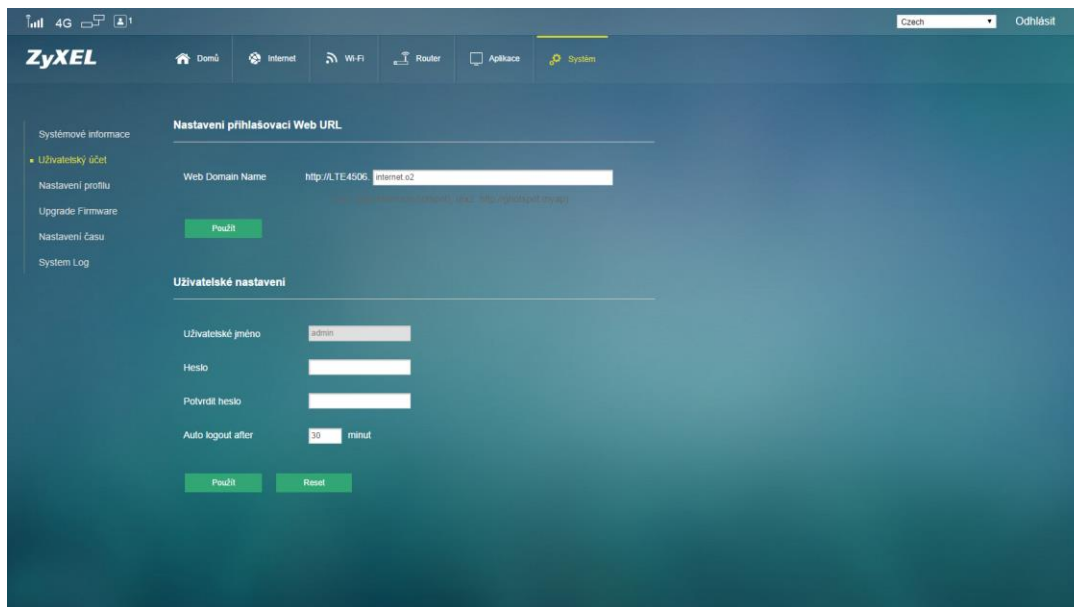 4G 1 Czech Odhlásit
ZyXEL Domů Internet Wi-Fi Router Aplikace Systém
Systémové informace
Uživatelský účet
Nastavení profilu
Upgrade Firmware
Nastavení času
System Log
Nastavení přihlašovací Web URL
Web Domain Name http://LTE4506. internet.o2
Použít
Uživatelské nastavení
Uživatelské jméno admin
Heslo
Potvrdit heslo
Auto logout after 30 minut
Použít Reset